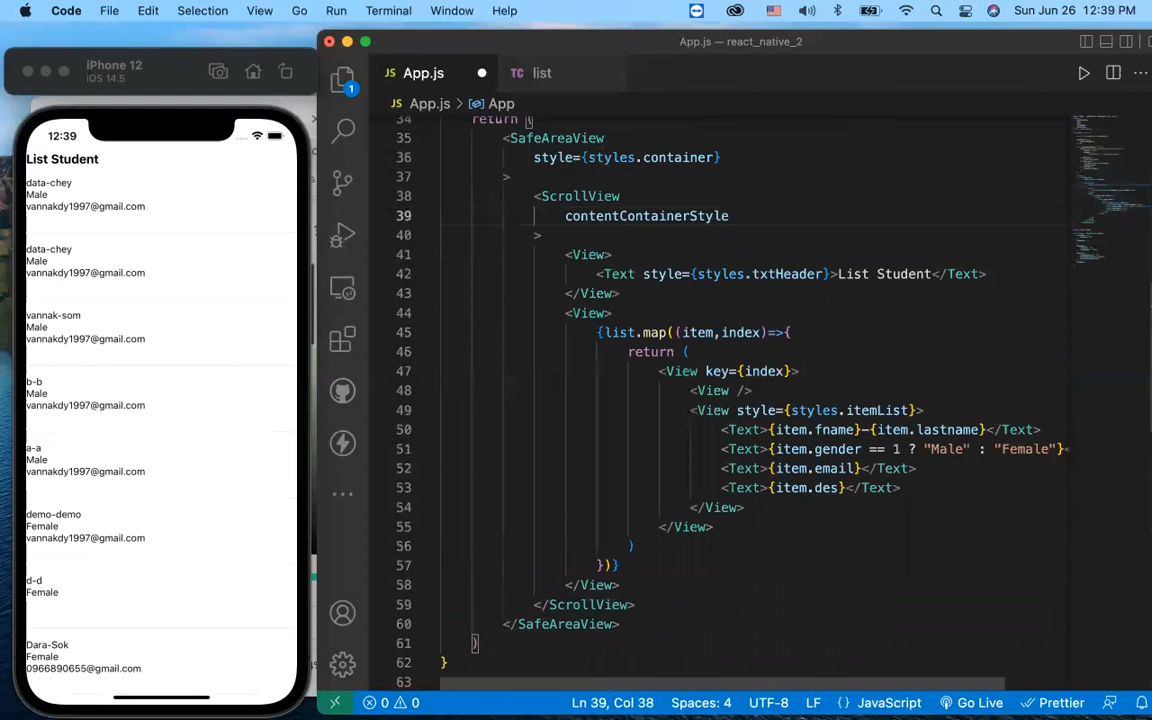 Code File Edit Selection View Go Run Terminal Window Help Sun Jun 26 12:39 PM
App.js — react_native_2
iPhone 12
iOS 14.5
12:39
List Student
data-chey
Male
vannakdy1997@gmail.com
data-chey
Male
vannakdy1997@gmail.com
vannak-som
Male
vannakdy1997@gmail.com
b-b
Male
vannakdy1997@gmail.com
a-a
Male
vannakdy1997@gmail.com
demo-demo
Female
vannakdy1997@gmail.com
d-d
Female
Dara-Sok
Female
0966890655@gmail.com
1
JS App.js TC list
JS App.js > App
34 return (
35 <SafeAreaView
36 style={styles.container}
37 >
38 <ScrollView
39 contentContainerStyle
40 >
41 <View>
42 <Text style={styles.txtHeader}>List Student</Text>
43 </View>
44 <View>
45 {list.map((item,index)=>{
46 return (
47 <View key={index}>
48 <View />
49 <View style={styles.itemList}>
50 <Text>{item.fname}-{item.lastname}</Text>
51 <Text>{item.gender == 1 ? "Male" : "Female"}<
52 <Text>{item.email}</Text>
53 <Text>{item.des}</Text>
54 </View>
55 </View>
56 )
57 })}
58 </View>
59 </ScrollView>
60 </SafeAreaView>
61 )
62 }
63
0 0 Ln 39, Col 38 Spaces: 4 UTF-8 LF {} JavaScript Go Live Prettier